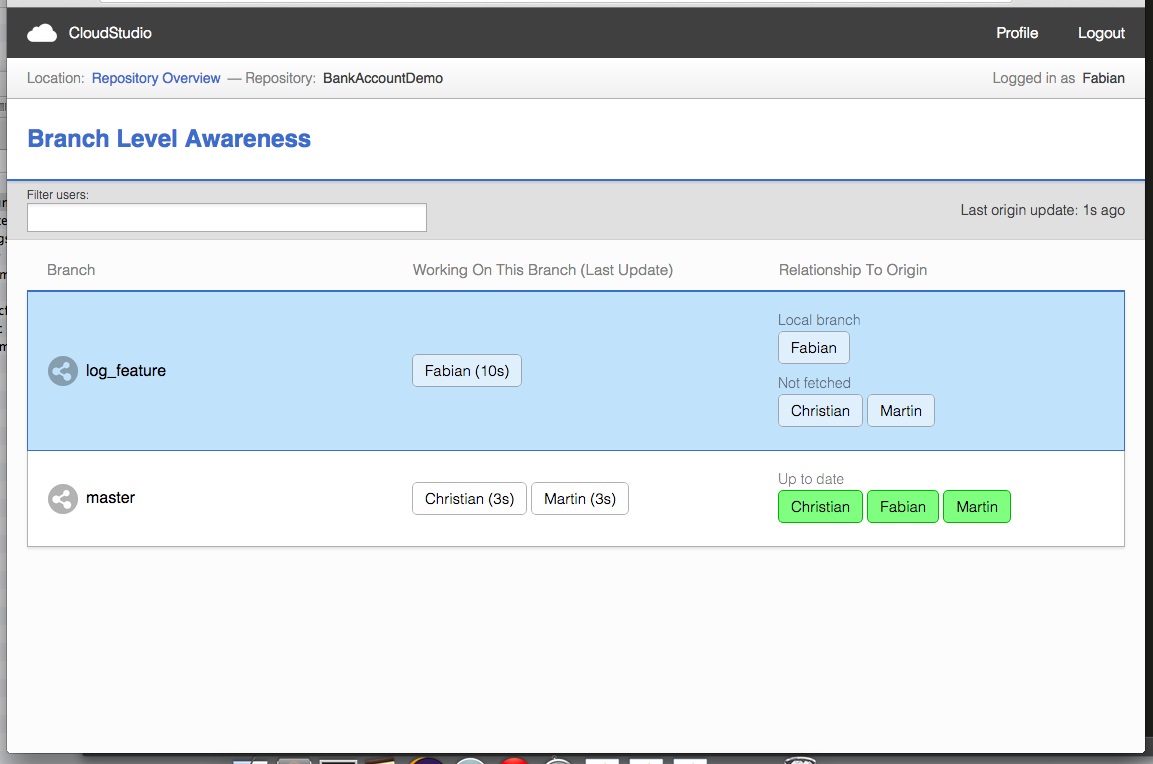 CloudStudio Profile Logout
Location: Repository Overview — Repository: BankAccountDemo Logged in as Fabian
Branch Level Awareness
Filter users:
Last origin update: 1s ago
Branch Working On This Branch (Last Update) Relationship To Origin
Local branch
log_feature Fabian (10s) Fabian
Not fetched
Christian Martin
Up to date
master Christian (3s) Martin (3s) Christian Fabian Martin